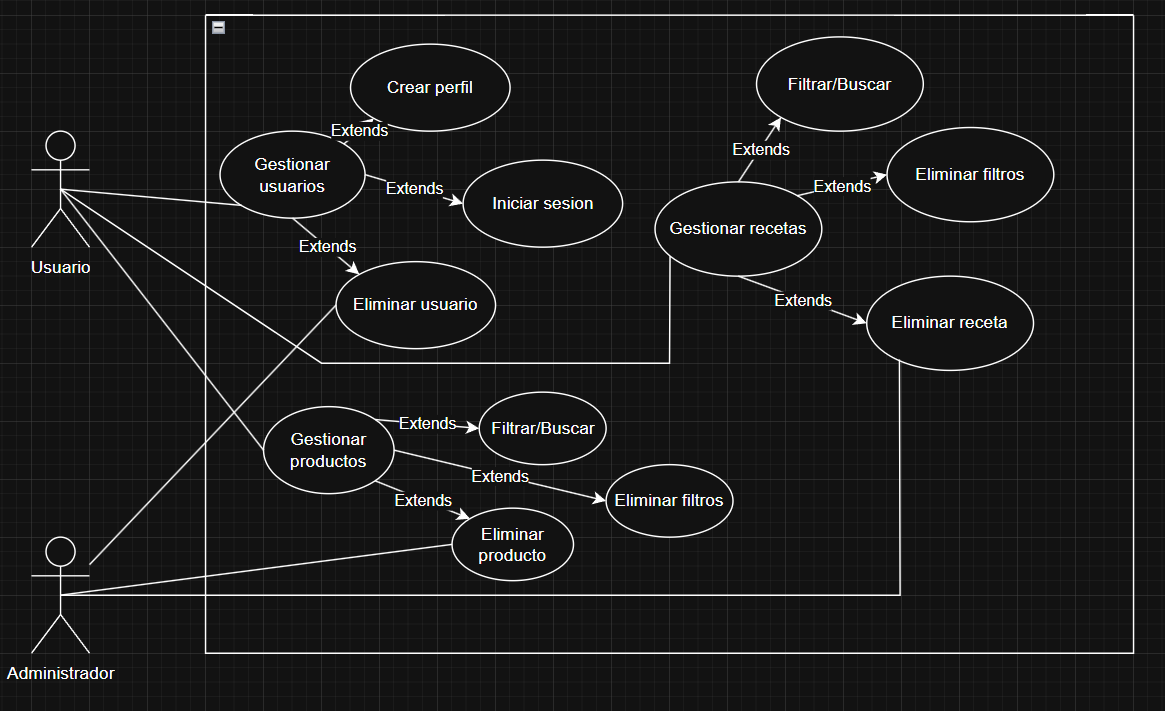 Crear perfil
Filtrar/Buscar
Extends
Extends
Gestionar
usuarios
Extends
Iniciar sesion
Extends
Eliminar filtros
Gestionar recetas
Usuario
Extends
Eliminar usuario
Extends
Eliminar receta
Gestionar
productos
Extends
Filtrar/Buscar
Extends
Eliminar filtros
Extends
Eliminar
producto
Administrador